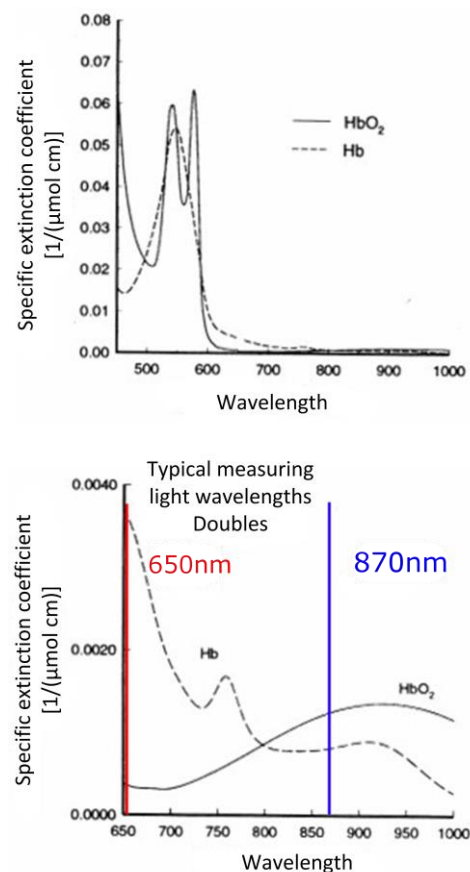 Specific extinction coefficient
[1/(μmol cm)]
0.08
0.07
0.06
0.05
0.04
0.03
0.02
0.01
0.00
HbO₂
Hb
500
600
700
800
900
1000
Wavelength
Specific extinction coefficient
[1/(μmol cm)]
Typical measuring
light wavelengths
Doubles
0.0040
0.0020
0.0000
650nm
870nm
Hb
HbO₂
650
700
750
800
850
900
950
1000
Wavelength